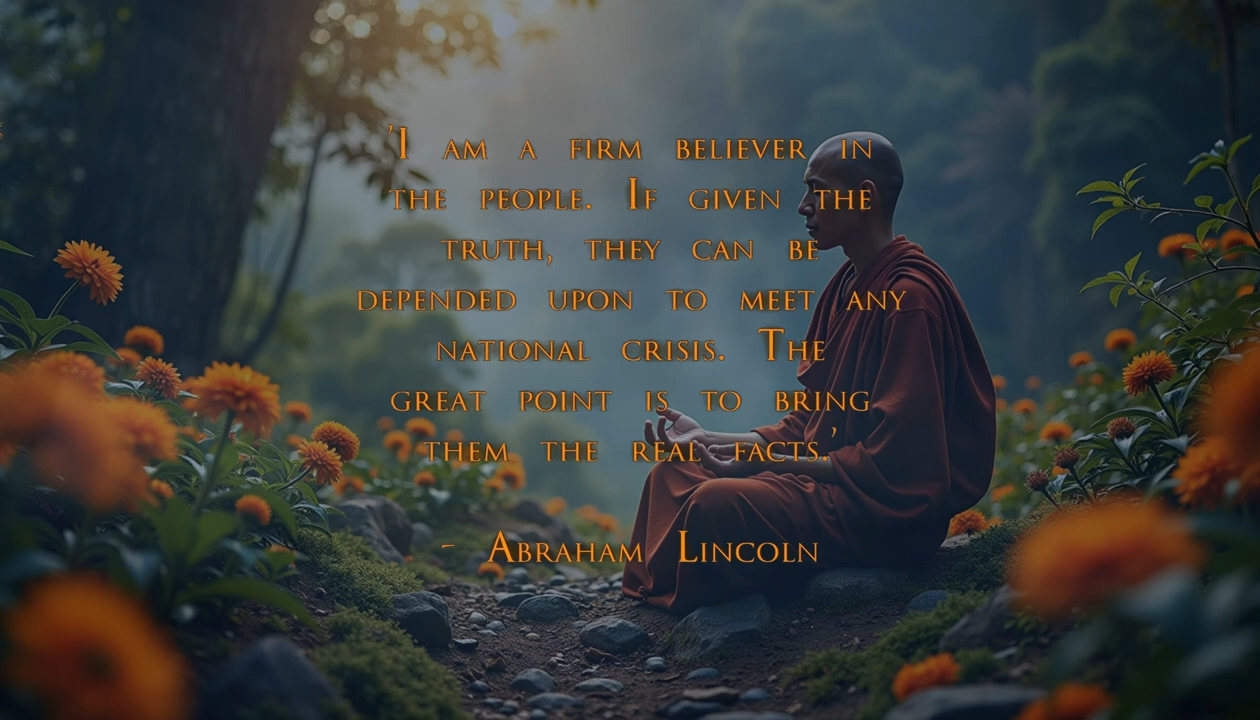 'I am a firm believer in
the people. If given the
truth, they can be
depended upon to meet any
national crisis. The
great point is to bring
them the real facts.'
- Abraham Lincoln